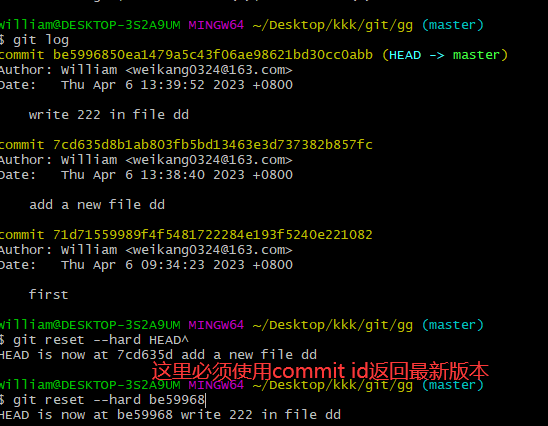 william@DESKTOP-3S2A9UM MINGW64 ~/Desktop/kkk/git/gg (master)
$ git log
commit be5996850ea1479a5c43f06ae98621bd30cc0abb (HEAD -> master)
Author: William <weikang0324@163.com>
Date:   Thu Apr 6 13:39:52 2023 +0800
write 222 in file dd
commit 7cd635d8b1ab803fb5bd13463e3d737382b857fc
Author: William <weikang0324@163.com>
Date:   Thu Apr 6 13:38:40 2023 +0800
add a new file dd
commit 71d71559989f4f5481722284e193f5240e221082
Author: William <weikang0324@163.com>
Date:   Thu Apr 6 09:34:23 2023 +0800
first
william@DESKTOP-3S2A9UM MINGW64 ~/Desktop/kkk/git/gg (master)
$ git reset --hard HEAD^
HEAD is now at 7cd635d add a new file dd
这里必须使用commit id返回最新版本
william@DESKTOP-3S2A9UM MINGW64 ~/Desktop/kkk/git/gg (master)
$ git reset --hard be59968
HEAD is now at be59968 write 222 in file dd